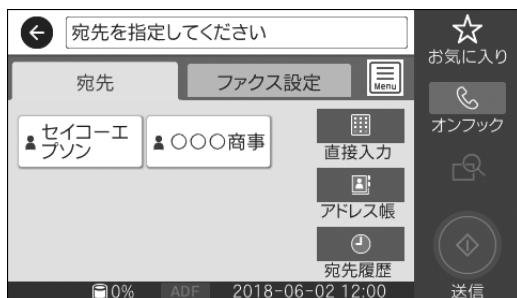 宛先を指定してください
お気に入り
宛先
ファクス設定
Menu
オンフック
セイコーエ
プソン
○○○商事
直接入力
アドレス帳
宛先履歴
0%
ADF
2018-06-02 12:00
送信